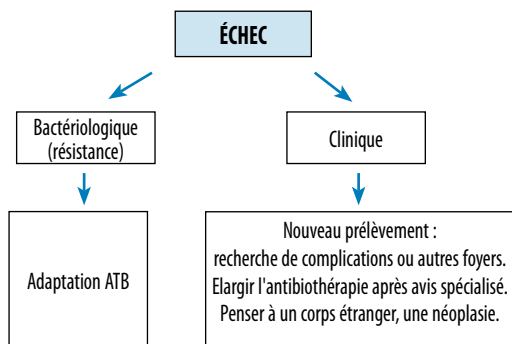 ÉCHEC
Bactériologique
(résistance)
Clinique
Adaptation ATB
Nouveau prélèvement :
recherche de complications ou autres foyers.
Elargir l'antibiothérapie après avis spécialisé.
Penser à un corps étranger, une néoplasie.